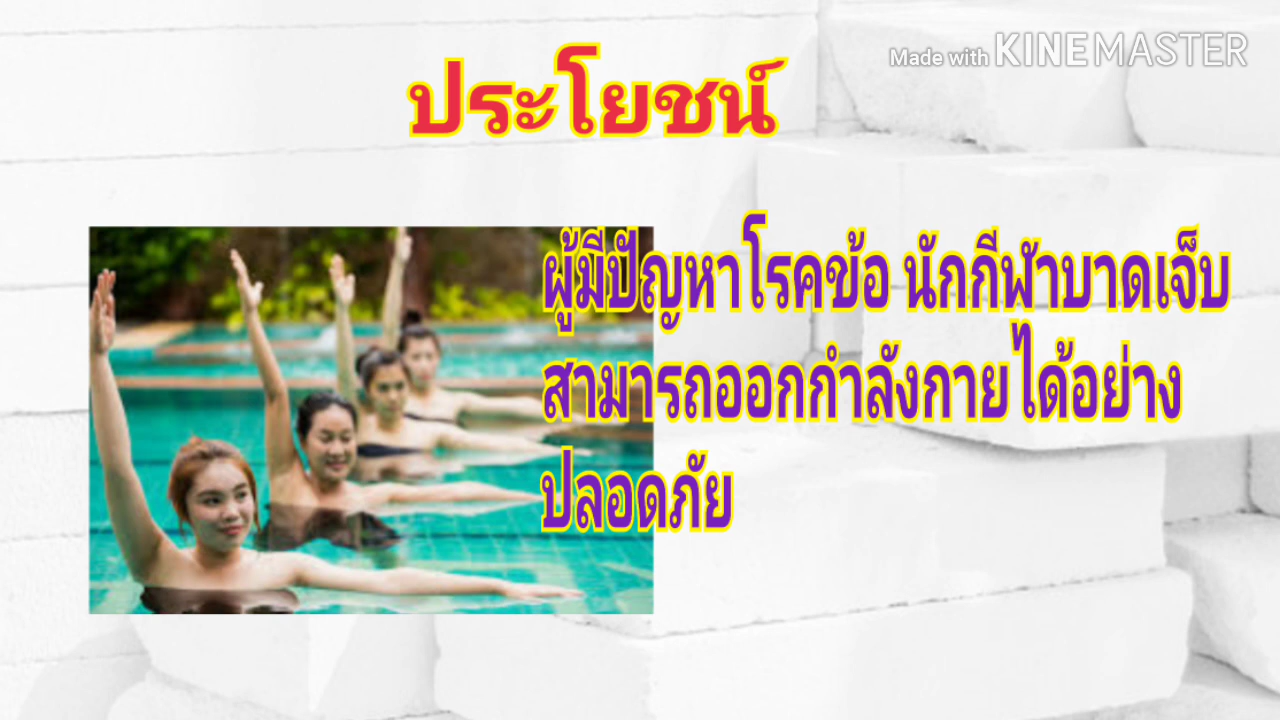 Made with KINEMASTER
ประโยชน์
ผู้มีปัญหาโรคข้อ นักกีฬาบาดเจ็บ
สามารถออกกำลังกายได้อย่าง
ปลอดภัย